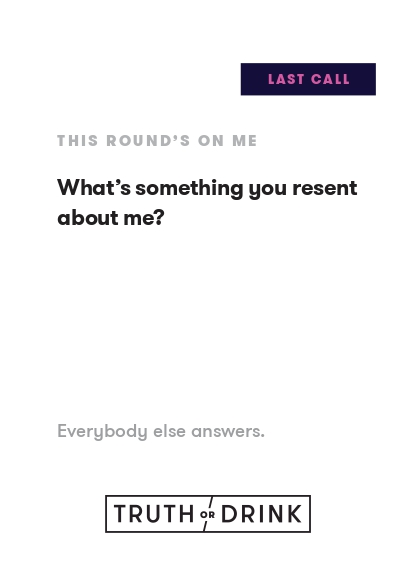 LAST CALL
THIS ROUND’S ON ME
What’s something you resent
about me?
Everybody else answers.
TRUTH OR DRINK